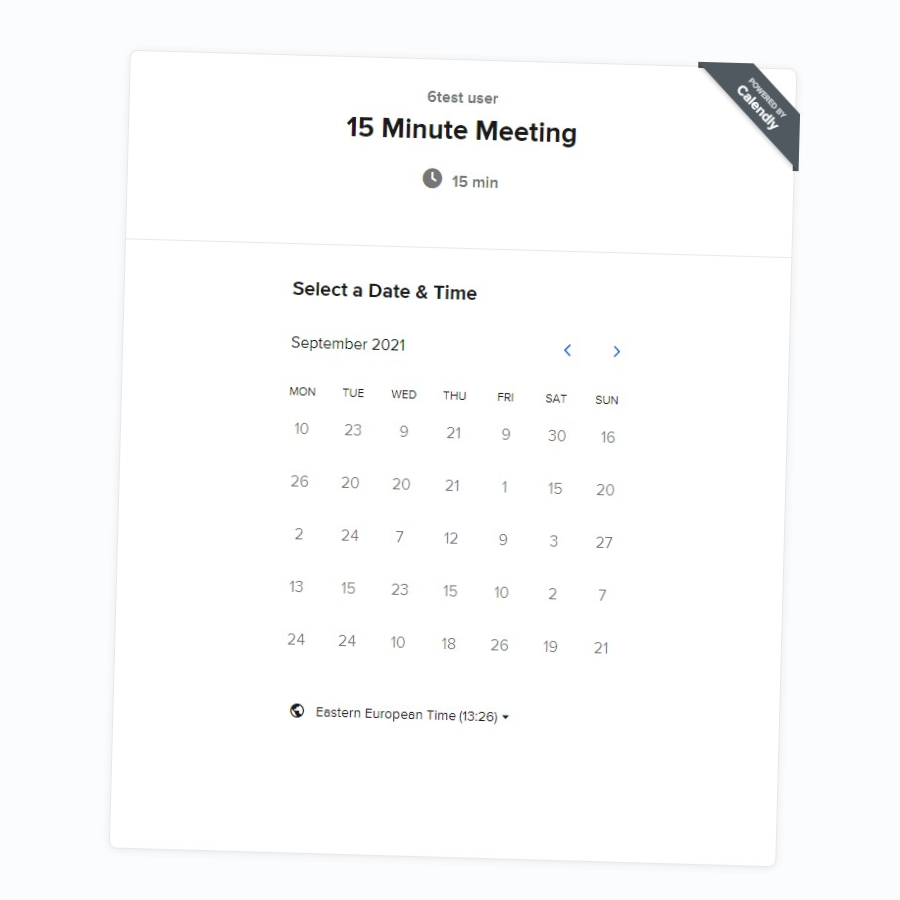 POWERED BY
Calendly
6test user
15 Minute Meeting
15 min
Select a Date & Time
September 2021
MON TUE WED THU FRI SAT SUN
10 23 9 21 9 30 16
26 20 20 21 1 15 20
2 24 7 12 9 3 27
13 15 23 15 10 2 7
24 24 10 18 26 19 21
Eastern European Time (13:26)